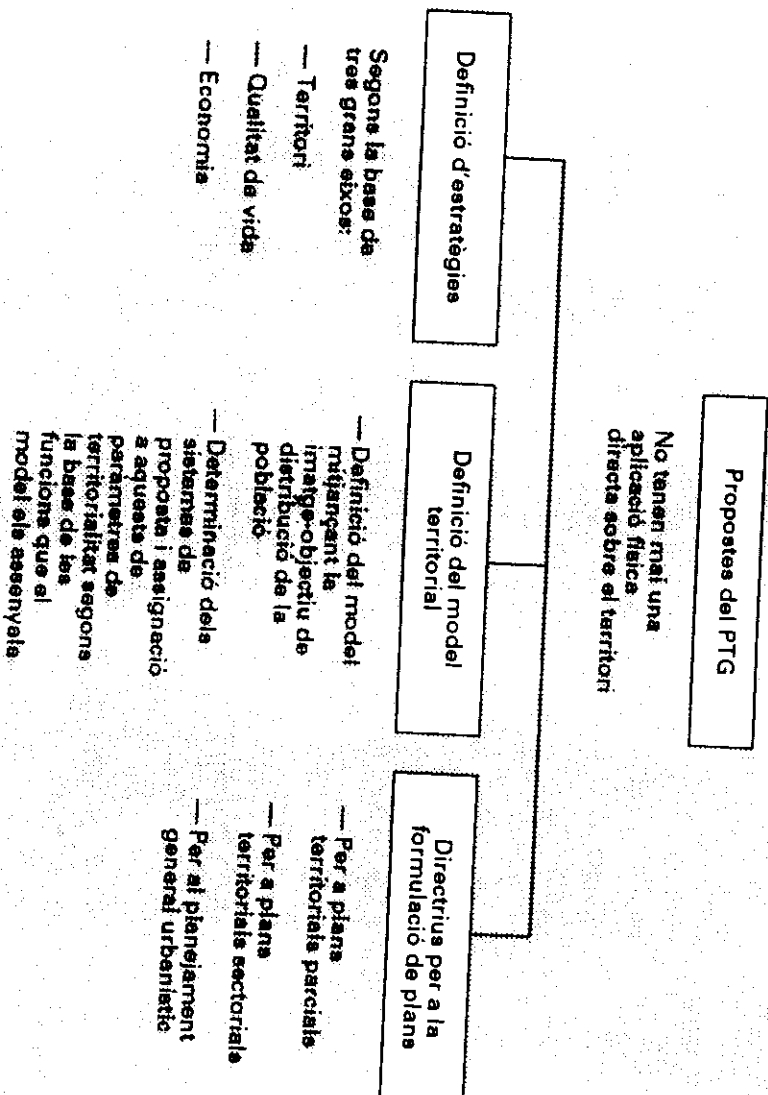 Propostes del PTG
No tenen mai una
aplicació física
directa sobre el territori
Definició d'estratègies
Segons la base de
tres grans eixos:
— Territori
— Qualitat de vida
— Economia
Definició del model
territorial
— Definició del model
mitjançant la
imatge-objectiu de
distribució de la
població
— Determinació dels
sistemes de
proposta i assignació
a aquests de
paràmetres de
territorialitat segons
la base de les
funcions que el
model els assenyala
Directrius per a la
formulació de plans
— Per a plans
territorials parcials
— Per a plans
territorials sectorials
— Per al planejament
general urbanístic